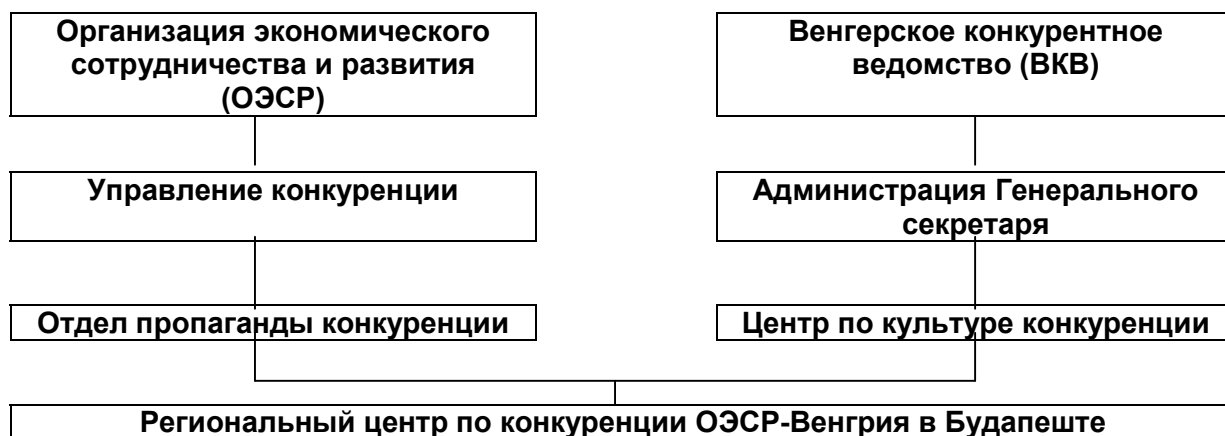 Организация экономического
сотрудничества и развития
(ОЭСР)
Венгерское конкурентное
ведомство (ВКВ)
Управление конкуренции
Администрация Генерального
секретаря
Отдел пропаганды конкуренции
Центр по культуре конкуренции
Региональный центр по конкуренции ОЭСР-Венгрия в Будапеште